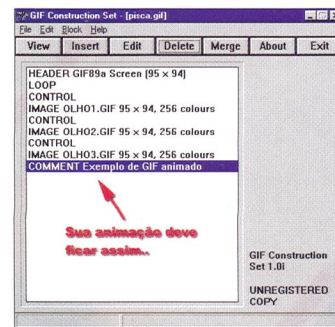 GIF Construction Set - [pisca.gif]
File Edit Block Help
View Insert Edit Delete Merge About Exit
HEADER GIF89a Screen (95 x 94)
LOOP
CONTROL
IMAGE OLHO1.GIF 95 x 94, 256 colours
CONTROL
IMAGE OLHO2.GIF 95 x 94, 256 colours
CONTROL
IMAGE OLHO3.GIF 95 x 94, 256 colours
COMMENT Exemplo de GIF animado
Sua animação deve
ficar assim..
GIF Construction
Set 1.0i
UNREGISTERED
COPY